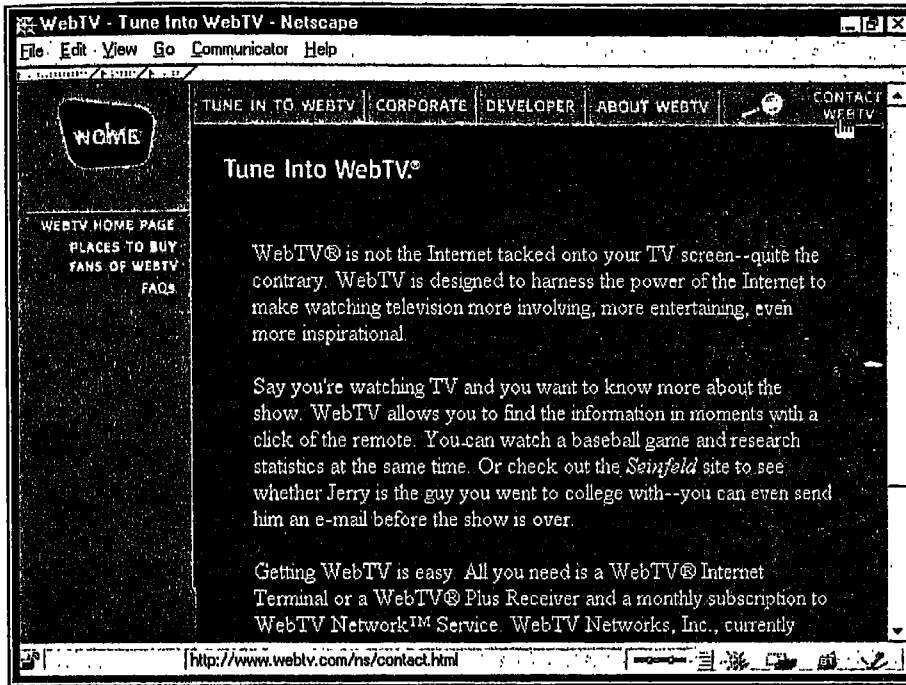 WebTV - Tune Into WebTV - Netscape
File Edit View Go Communicator Help
TUNE IN TO WEBTV CORPORATE DEVELOPER ABOUT WEBTV CONTACT
WEBTV
HOME
Tune Into WebTV.®
WEBTV HOME PAGE
PLACES TO BUY
FANS OF WEBTV
FAQs
WebTV® is not the Internet tacked onto your TV screen--quite the
contrary. WebTV is designed to harness the power of the Internet to
make watching television more involving, more entertaining, even
more inspirational.
Say you're watching TV and you want to know more about the
show. WebTV allows you to find the information in moments with a
click of the remote. You can watch a baseball game and research
statistics at the same time. Or check out the Seinfeld site to see
whether Jerry is the guy you went to college with--you can even send
him an e-mail before the show is over.
Getting WebTV is easy. All you need is a WebTV® Internet
Terminal or a WebTV® Plus Receiver and a monthly subscription to
WebTV Network™ Service. WebTV Networks, Inc., currently
http://www.webtv.com/ns/contact.html